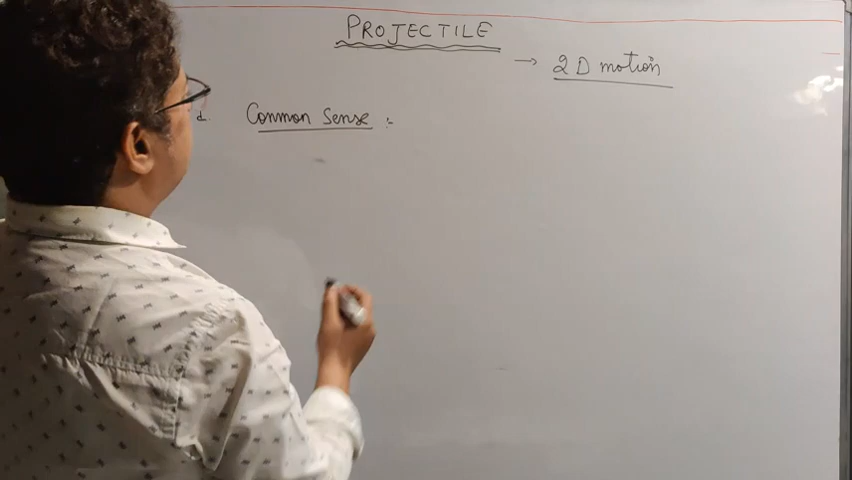 PROJECTILE
→ 2D motion
Common Sense :-